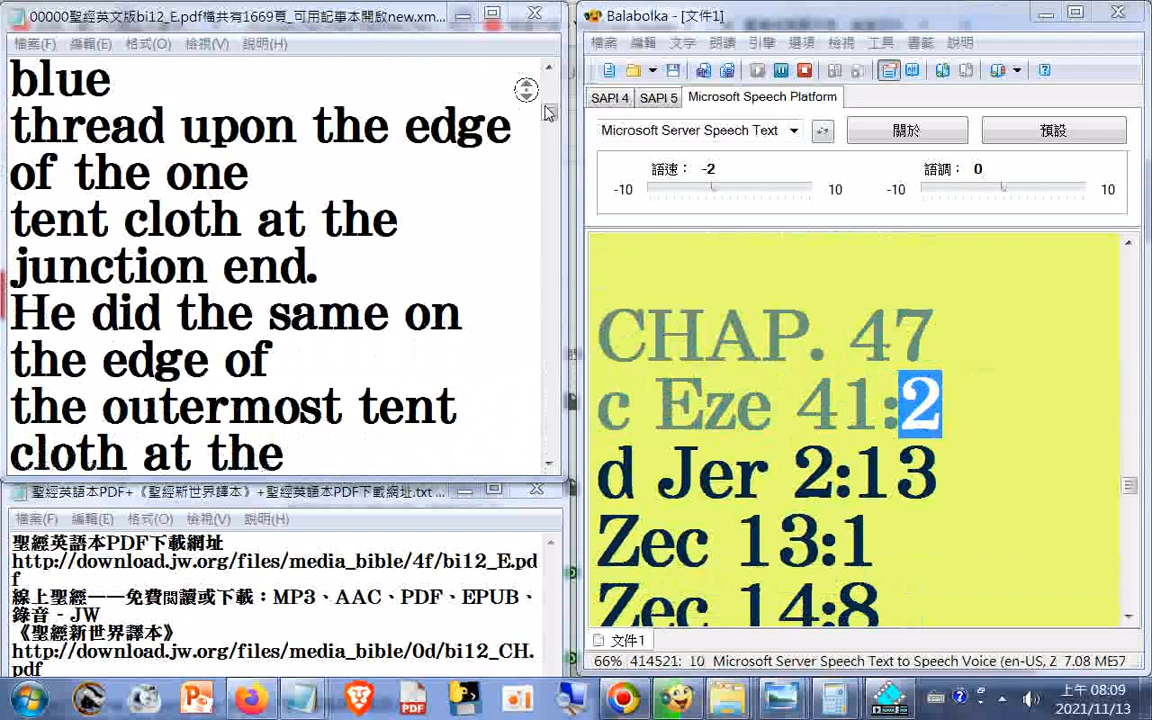 00000聖經英文版bi12_E.pdf檔共有1669頁_可用記事本開啟new.xm...
檔案(F) 編輯(E) 格式(O) 檢視(V) 說明(H)
blue
thread upon the edge
of the one
tent cloth at the
junction end.
He did the same on
the edge of
the outermost tent
cloth at the
聖經英語本PDF+《聖經新世界譯本》+聖經英語本PDF下載網址.txt ...
檔案(F) 編輯(E) 格式(O) 檢視(V) 說明(H)
聖經英語本PDF下載網址
http://download.jw.org/files/media_bible/4f/bi12_E.pd
f
線上聖經——免費閱讀或下載：MP3、AAC、PDF、EPUB、
錄音 - JW
《聖經新世界譯本》
http://download.jw.org/files/media_bible/0d/bi12_CH.
pdf
Balabolka - [文件1]
檔案 編輯 文字 朗讀 引擎 選項 檢視 工具 書籤 說明
SAPI 4 SAPI 5 Microsoft Speech Platform
Microsoft Server Speech Text 關於 預設
語速： -2 語調： 0
-10 10 -10 10
CHAP. 47
c Eze 41:2
d Jer 2:13
Zec 13:1
Zec 14:8
文件1
66% 414521: 10 Microsoft Server Speech Text to Speech Voice (en-US, Z 7.08 ME57
上午 08:09
2021/11/13